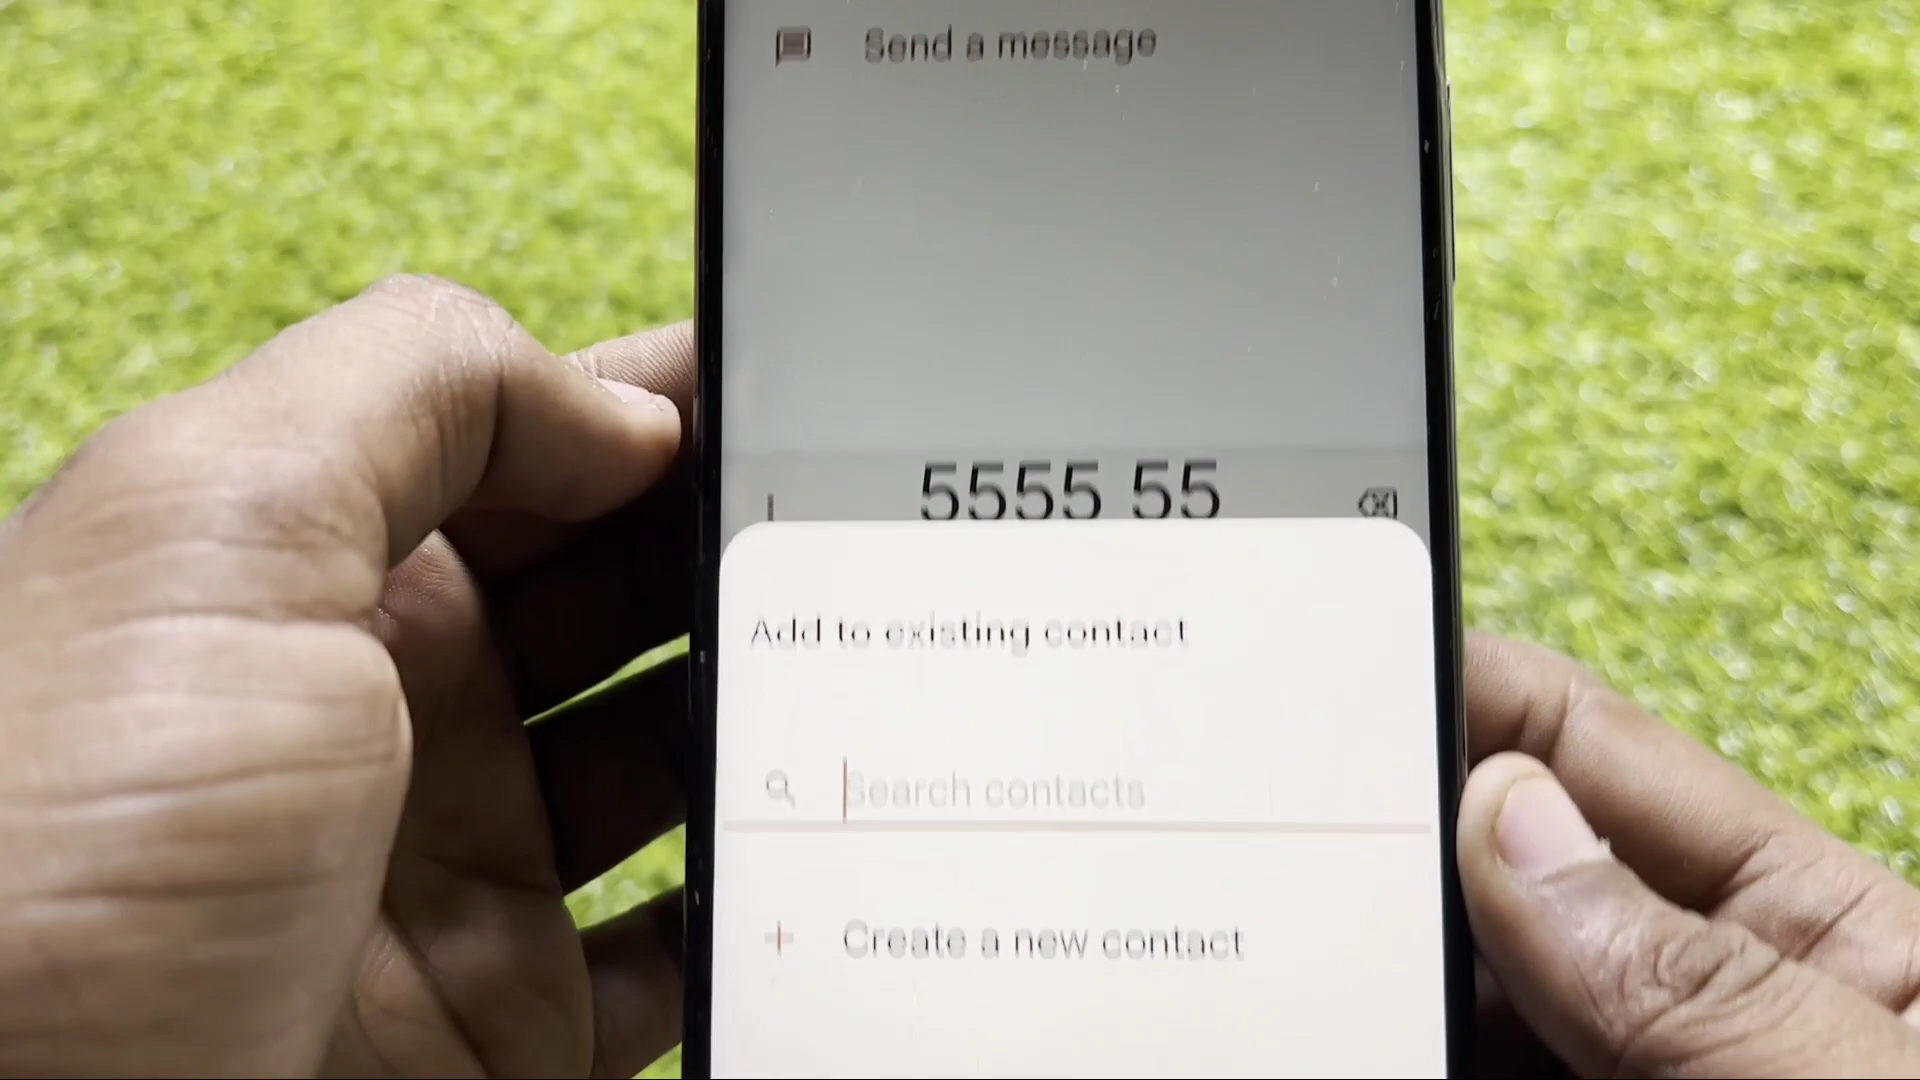 Send a message
5555 55
Add to existing contact
Search contacts
Create a new contact